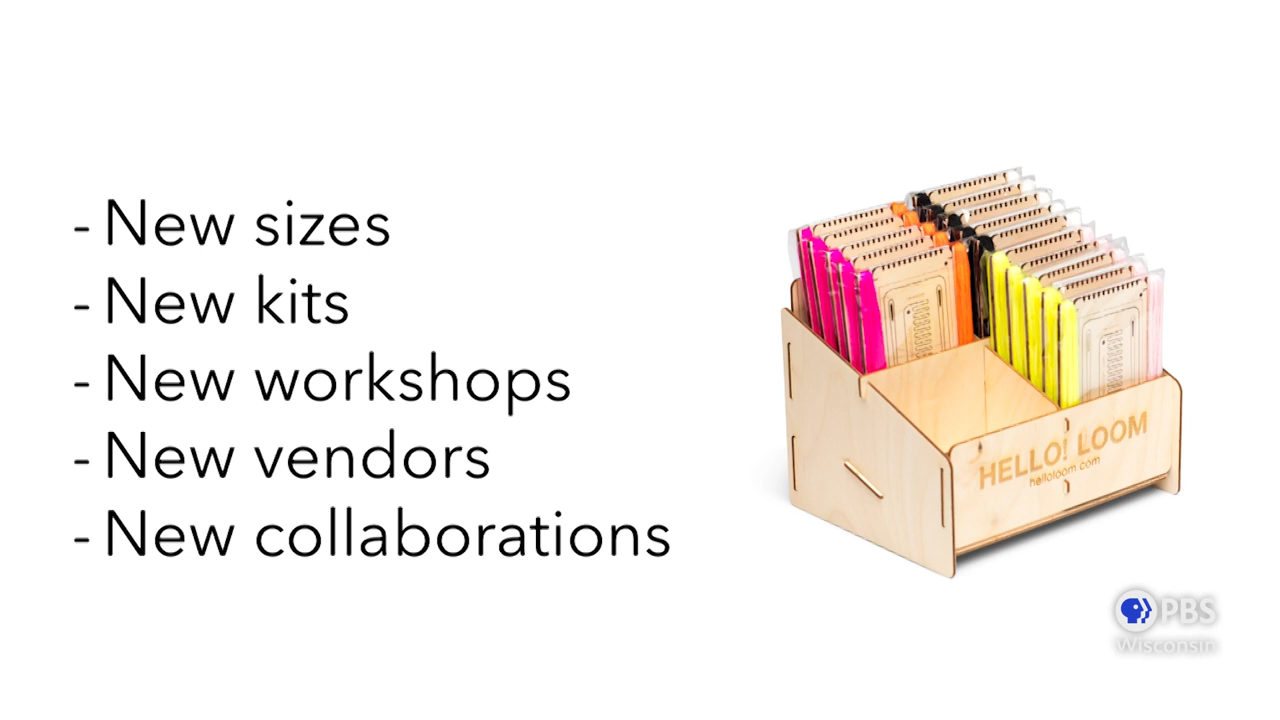 - New sizes
- New kits
- New workshops
- New vendors
- New collaborations
HELLO! LOOM
helloloom.com
PBS
Wisconsin